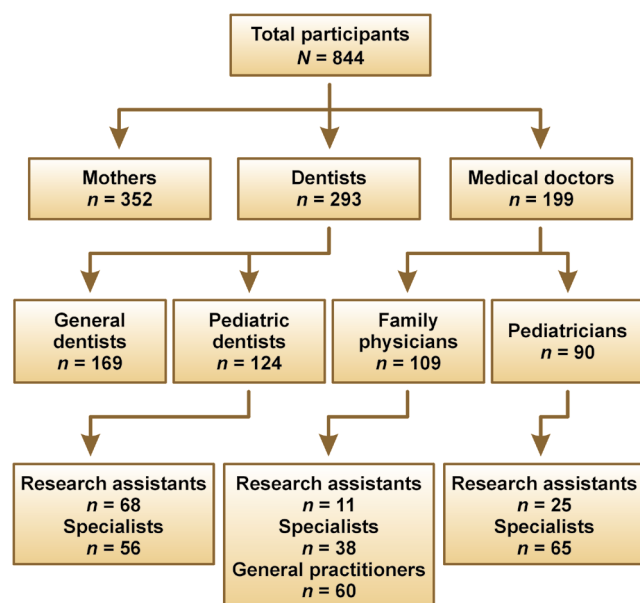 Total participants
N = 844
Mothers
n = 352
Dentists
n = 293
Medical doctors
n = 199
General
dentists
n = 169
Pediatric
dentists
n = 124
Family
physicians
n = 109
Pediatricians
n = 90
Research assistants
n = 68
Specialists
n = 56
Research assistants
n = 11
Specialists
n = 38
General practitioners
n = 60
Research assistants
n = 25
Specialists
n = 65